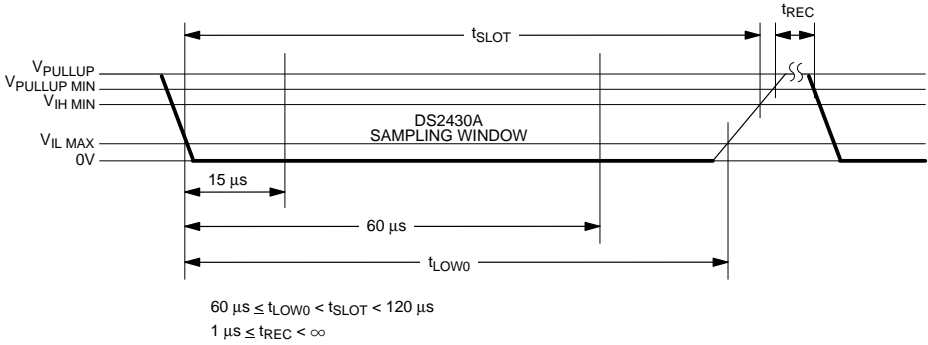 tREC
tSLOT
VPULLUP
VPULLUP MIN
VIH MIN
DS2430A
SAMPLING WINDOW
VIL MAX
0V
15 μs
60 μs
tLOW0
60 μs ≤ tLOW0 < tSLOT < 120 μs
1 μs ≤ tREC < ∞